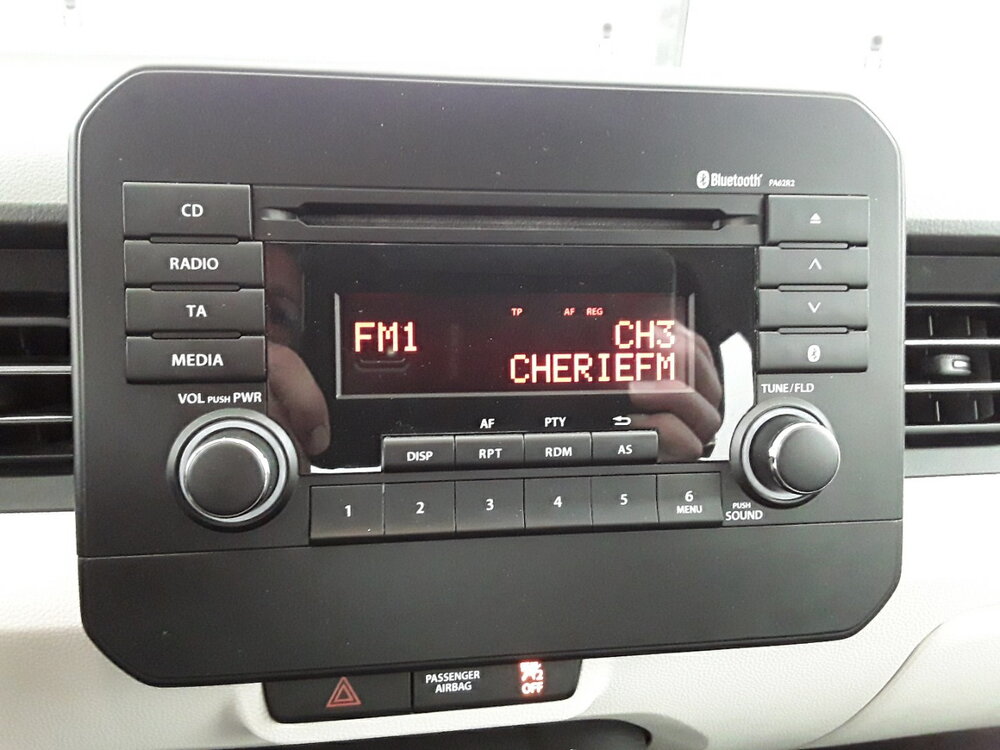 Bluetooth PA62R2
CD
RADIO
TA
MEDIA
TP AF REG
FM1 CH3
CHERIEFM
VOL PUSH PWR
TUNE/FLD
AF PTY
DISP RPT RDM AS
1 2 3 4 5 6
MENU
PUSH
SOUND
PASSENGER
AIRBAG
2
OFF